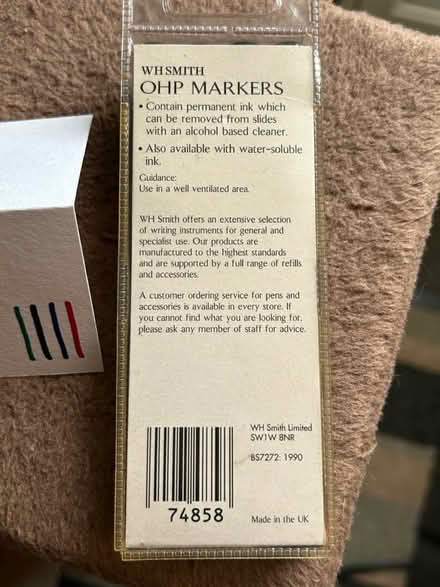 WHSMITH
OHP MARKERS
• Contain permanent ink which
can be removed from slides
with an alcohol based cleaner.
• Also available with water-soluble
ink.
Guidance:
Use in a well ventilated area.
WH Smith offers an extensive selection
of writing instruments for general and
specialist use. Our products are
manufactured to the highest standards
and are supported by a full range of refills
and accessories.
A customer ordering service for pens and
accessories is available in every store. If
you cannot find what you are looking for,
please ask any member of staff for advice.
WH Smith Limited
SW1W 8NR
BS7272: 1990
74858
Made in the UK